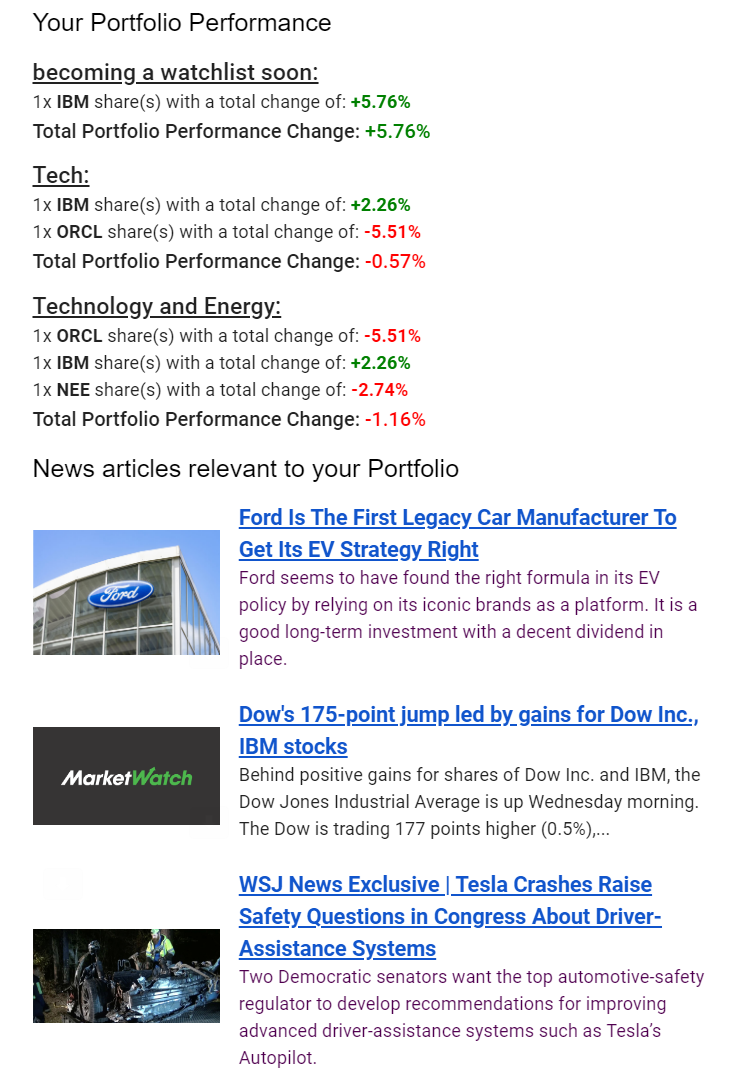 Your Portfolio Performance
becoming a watchlist soon:
1x IBM share(s) with a total change of: +5.76%
Total Portfolio Performance Change: +5.76%
Tech:
1x IBM share(s) with a total change of: +2.26%
1x ORCL share(s) with a total change of: -5.51%
Total Portfolio Performance Change: -0.57%
Technology and Energy:
1x ORCL share(s) with a total change of: -5.51%
1x IBM share(s) with a total change of: +2.26%
1x NEE share(s) with a total change of: -2.74%
Total Portfolio Performance Change: -1.16%
News articles relevant to your Portfolio
Ford
Ford Is The First Legacy Car Manufacturer To
Get Its EV Strategy Right
Ford seems to have found the right formula in its EV
policy by relying on its iconic brands as a platform. It is a
good long-term investment with a decent dividend in
place.
MarketWatch
Dow's 175-point jump led by gains for Dow Inc.,
IBM stocks
Behind positive gains for shares of Dow Inc. and IBM, the
Dow Jones Industrial Average is up Wednesday morning.
The Dow is trading 177 points higher (0.5%),...
WSJ News Exclusive | Tesla Crashes Raise
Safety Questions in Congress About Driver-
Assistance Systems
Two Democratic senators want the top automotive-safety
regulator to develop recommendations for improving
advanced driver-assistance systems such as Tesla’s
Autopilot.